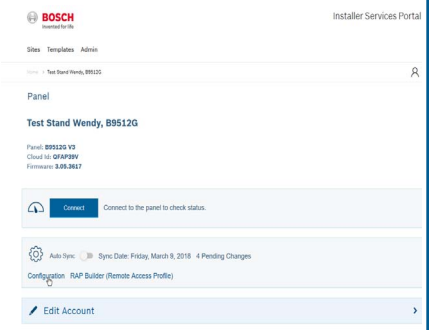 BOSCH
Invented for life
Installer Services Portal
Sites Templates Admin
Home > Test Stand Wendy, B9512G
Panel
Test Stand Wendy, B9512G
Panel: B9512G V3
Cloud Id: QFAP39V
Firmware: 3.05.3617
Connect Connect to the panel to check status.
Auto Sync Sync Date: Friday, March 9, 2018 4 Pending Changes
Configuration RAP Builder (Remote Access Profile)
Edit Account